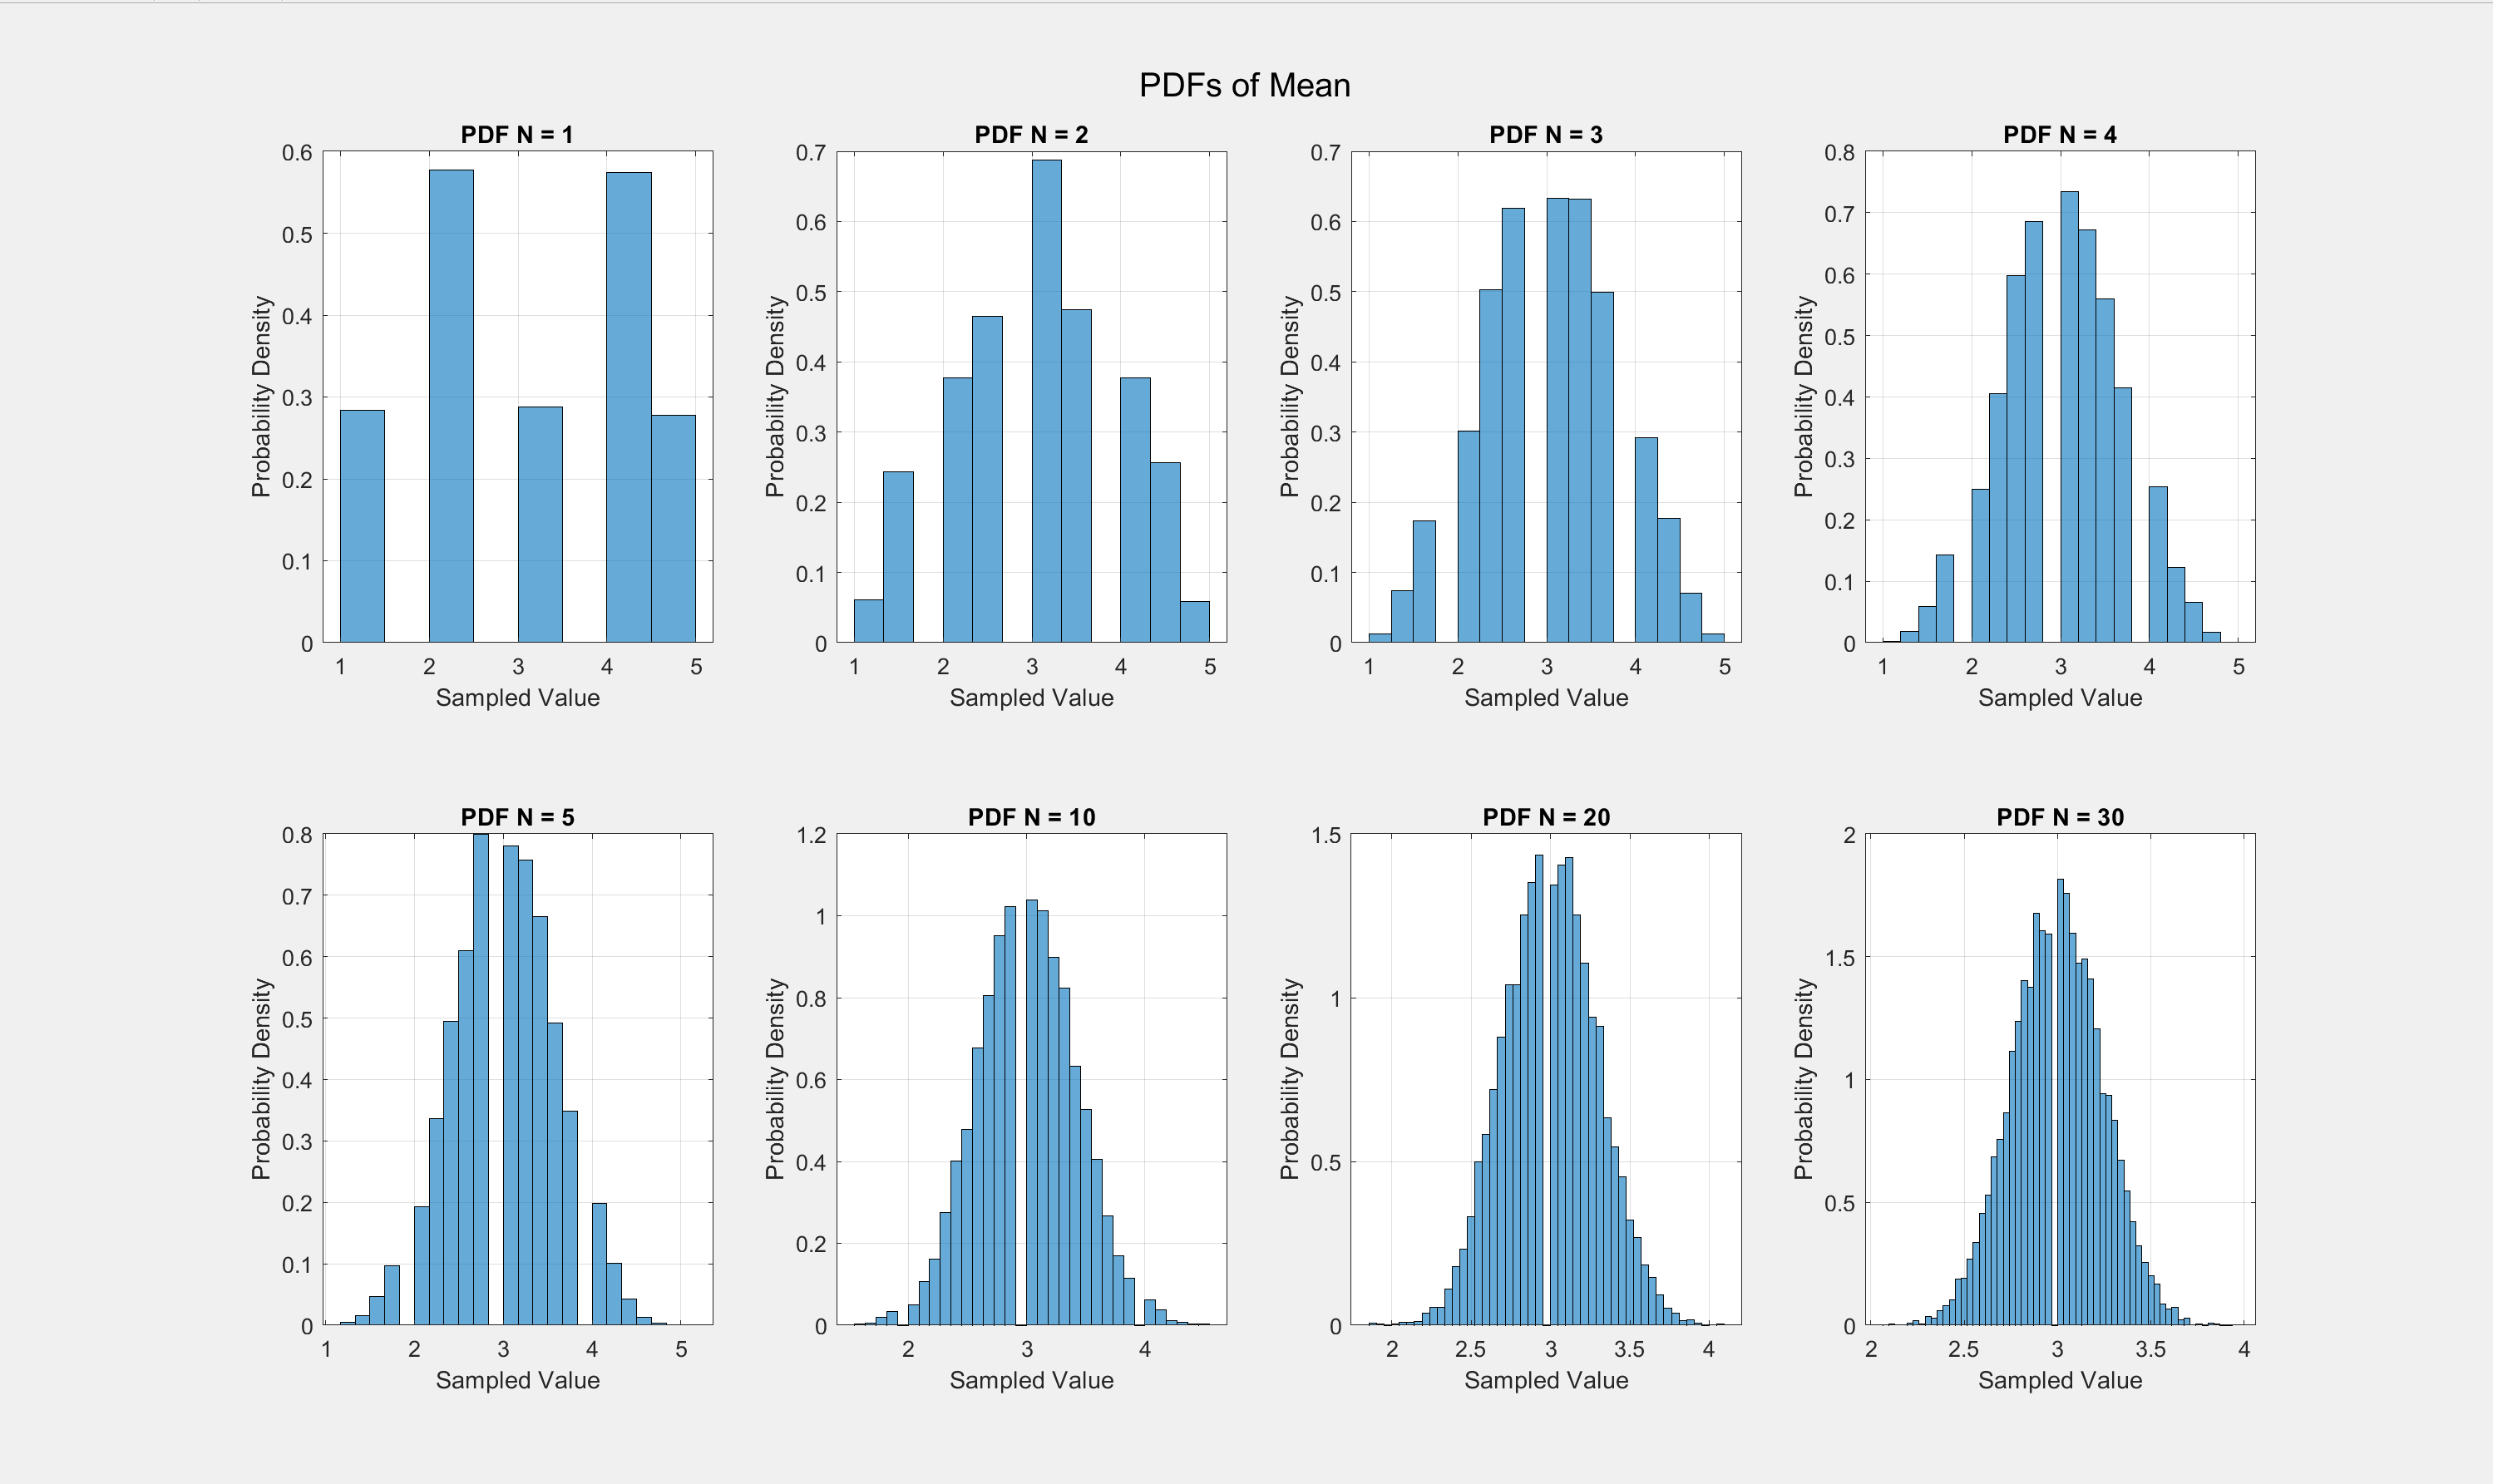 PDFs of Mean
PDF N = 1
0.6
0.5
0.4
0.3
0.2
0.1
0
Probability Density
1 2 3 4 5
Sampled Value
PDF N = 2
0.7
0.6
0.5
0.4
0.3
0.2
0.1
0
Probability Density
1 2 3 4 5
Sampled Value
PDF N = 3
0.7
0.6
0.5
0.4
0.3
0.2
0.1
0
Probability Density
1 2 3 4 5
Sampled Value
PDF N = 4
0.8
0.7
0.6
0.5
0.4
0.3
0.2
0.1
0
Probability Density
1 2 3 4 5
Sampled Value
PDF N = 5
0.8
0.7
0.6
0.5
0.4
0.3
0.2
0.1
0
Probability Density
1 2 3 4 5
Sampled Value
PDF N = 10
1.2
1
0.8
0.6
0.4
0.2
0
Probability Density
2 3 4
Sampled Value
PDF N = 20
1.5
1
0.5
0
Probability Density
2 2.5 3 3.5 4
Sampled Value
PDF N = 30
2
1.5
1
0.5
0
Probability Density
2 2.5 3 3.5 4
Sampled Value